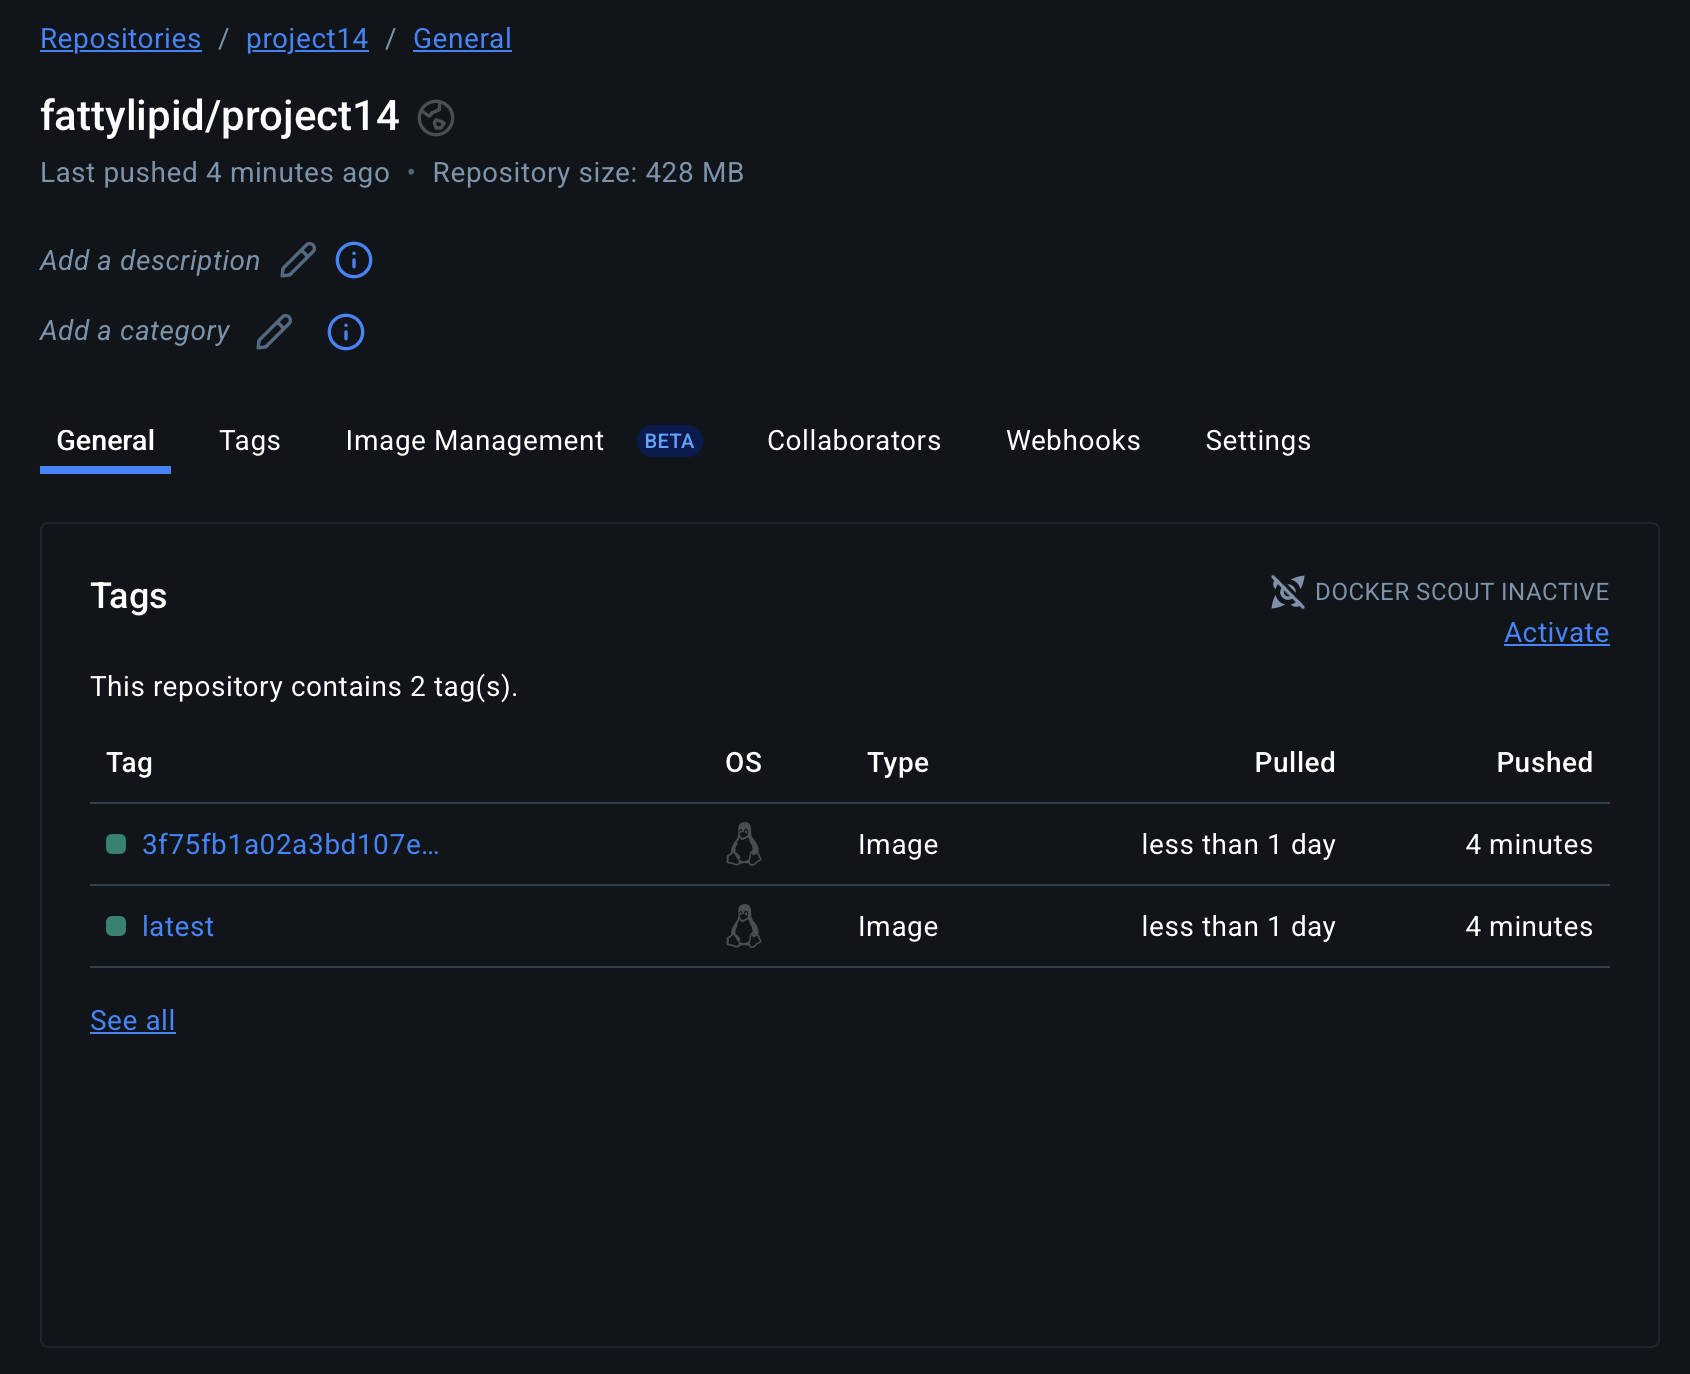 Repositories / project14 / General
fattylipid/project14
Last pushed 4 minutes ago • Repository size: 428 MB
Add a description
Add a category
General Tags Image Management BETA Collaborators Webhooks Settings
Tags
DOCKER SCOUT INACTIVE
Activate
This repository contains 2 tag(s).
Tag OS Type Pulled Pushed
3f75fb1a02a3bd107e... Image less than 1 day 4 minutes
latest Image less than 1 day 4 minutes
See all